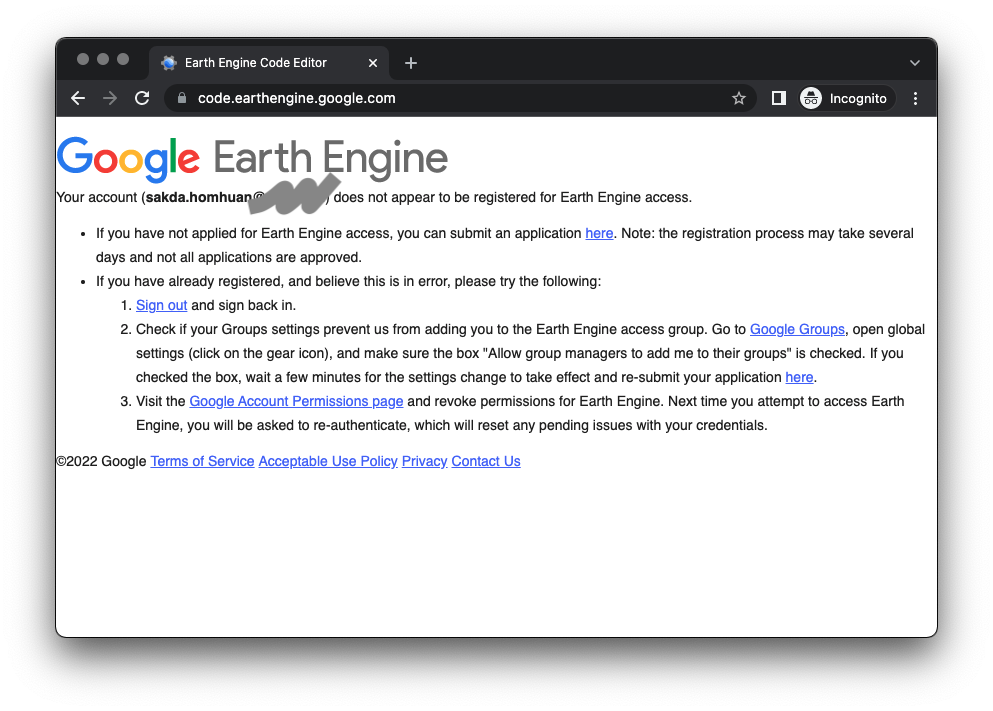 Earth Engine Code Editor
code.earthengine.google.com
Incognito
Google Earth Engine
Your account (sakda.homhuan@ ) does not appear to be registered for Earth Engine access.
• If you have not applied for Earth Engine access, you can submit an application here. Note: the registration process may take several
days and not all applications are approved.
• If you have already registered, and believe this is in error, please try the following:
1. Sign out and sign back in.
2. Check if your Groups settings prevent us from adding you to the Earth Engine access group. Go to Google Groups, open global
settings (click on the gear icon), and make sure the box "Allow group managers to add me to their groups" is checked. If you
checked the box, wait a few minutes for the settings change to take effect and re-submit your application here.
3. Visit the Google Account Permissions page and revoke permissions for Earth Engine. Next time you attempt to access Earth
Engine, you will be asked to re-authenticate, which will reset any pending issues with your credentials.
©2022 Google Terms of Service Acceptable Use Policy Privacy Contact Us